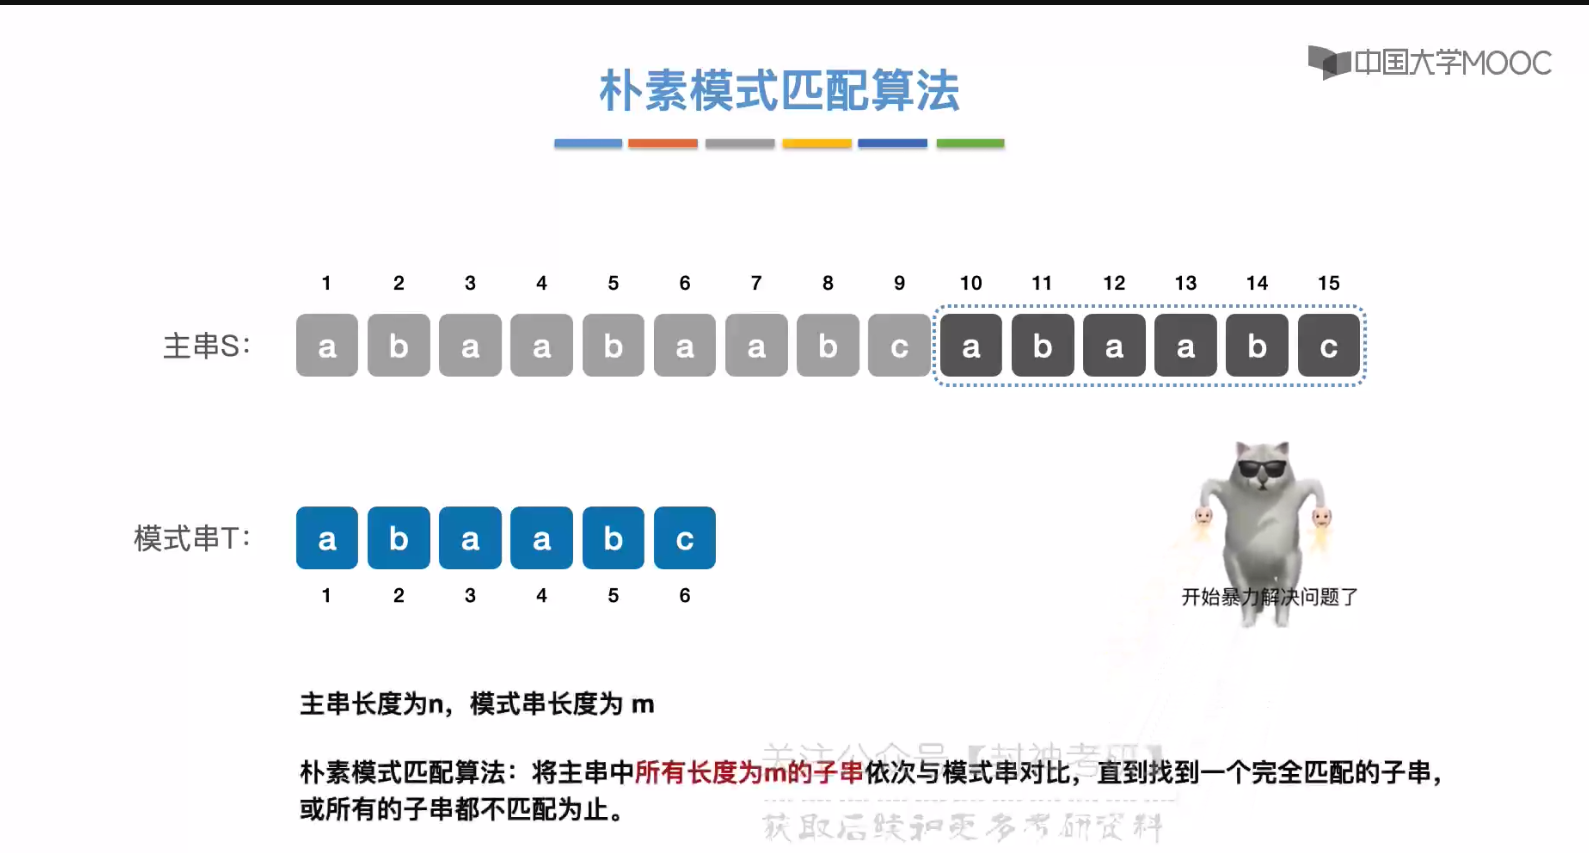 中国大学MOOC
朴素模式匹配算法
1 2 3 4 5 6 7 8 9 10 11 12 13 14 15
主串S: a b a a b a a b c a b a a b c
模式串T: a b a a b c
1 2 3 4 5 6
开始暴力解决问题了
主串长度为n，模式串长度为 m
关注公众号【封神考研】
朴素模式匹配算法：将主串中所有长度为m的子串依次与模式串对比，直到找到一个完全匹配的子串，
或所有的子串都不匹配为止。
获取后续和更多考研资料